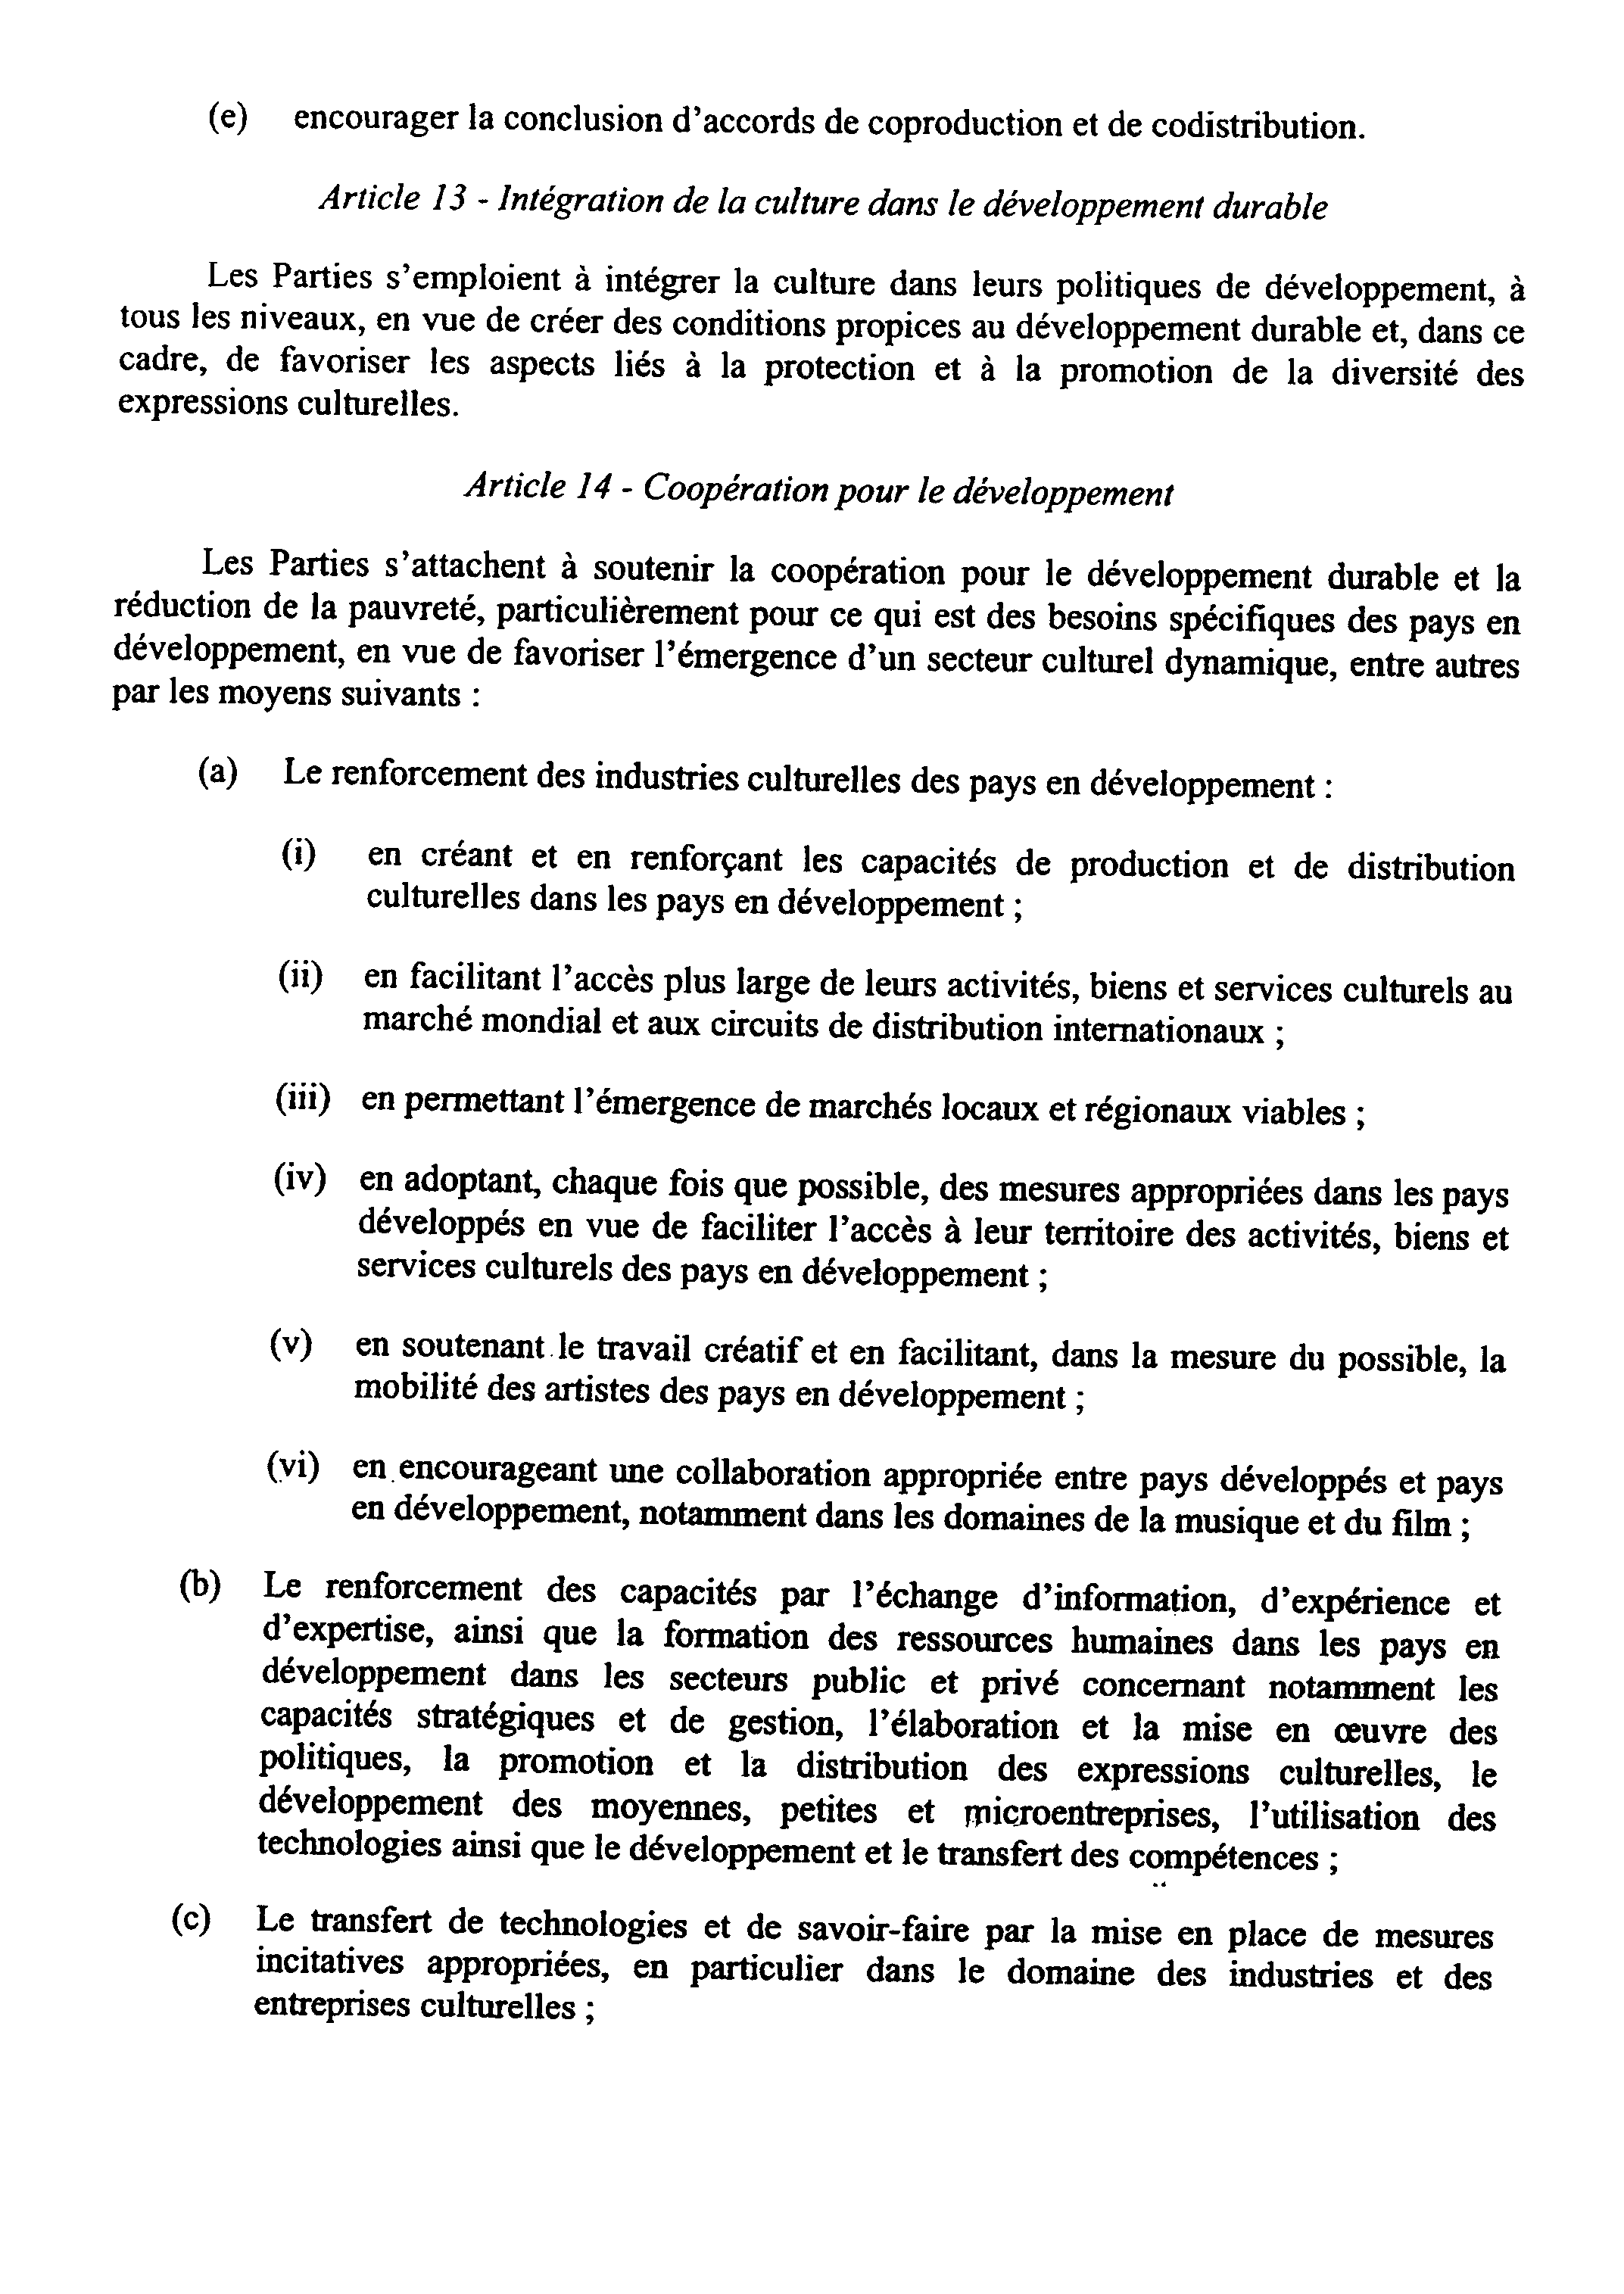 (e) encourager la conclusion d'accords de coproduction et de codistribution.
Article 13 - Intégration de la culture dans le développement durable
Les Parties s'emploient à intégrer la culture dans leurs politiques de développement, à
tous les niveaux, en vue de créer des conditions propices au développement durable et, dans ce
cadre, de favoriser les aspects liés à la protection et à la promotion de la diversité des
expressions culturelles.
Article 14 - Coopération pour le développement
Les Parties s'attachent à soutenir la coopération pour le développement durable et la
réduction de la pauvreté, particulièrement pour ce qui est des besoins spécifiques des pays en
développement, en vue de favoriser l'émergence d'un secteur culturel dynamique, entre autres
par les moyens suivants :
(a) Le renforcement des industries culturelles des pays en développement :
(i) en créant et en renforçant les capacités de production et de distribution
culturelles dans les pays en développement ;
(ii) en facilitant l'accès plus large de leurs activités, biens et services culturels au
marché mondial et aux circuits de distribution internationaux ;
(iii) en permettant l'émergence de marchés locaux et régionaux viables ;
(iv) en adoptant, chaque fois que possible, des mesures appropriées dans les pays
développés en vue de faciliter l'accès à leur territoire des activités, biens et
services culturels des pays en développement ;
(v) en soutenant le travail créatif et en facilitant, dans la mesure du possible, la
mobilité des artistes des pays en développement ;
(vi) en encourageant une collaboration appropriée entre pays développés et pays
en développement, notamment dans les domaines de la musique et du film ;
(b) Le renforcement des capacités par l'échange d'information, d'expérience et
d'expertise, ainsi que la formation des ressources humaines dans les pays en
développement dans les secteurs public et privé concernant notamment les
capacités stratégiques et de gestion, l'élaboration et la mise en œuvre des
politiques, la promotion et la distribution des expressions culturelles, le
développement des moyennes, petites et microentreprises, l'utilisation des
technologies ainsi que le développement et le transfert des compétences ;
(c) Le transfert de technologies et de savoir-faire par la mise en place de mesures
incitatives appropriées, en particulier dans le domaine des industries et des
entreprises culturelles ;